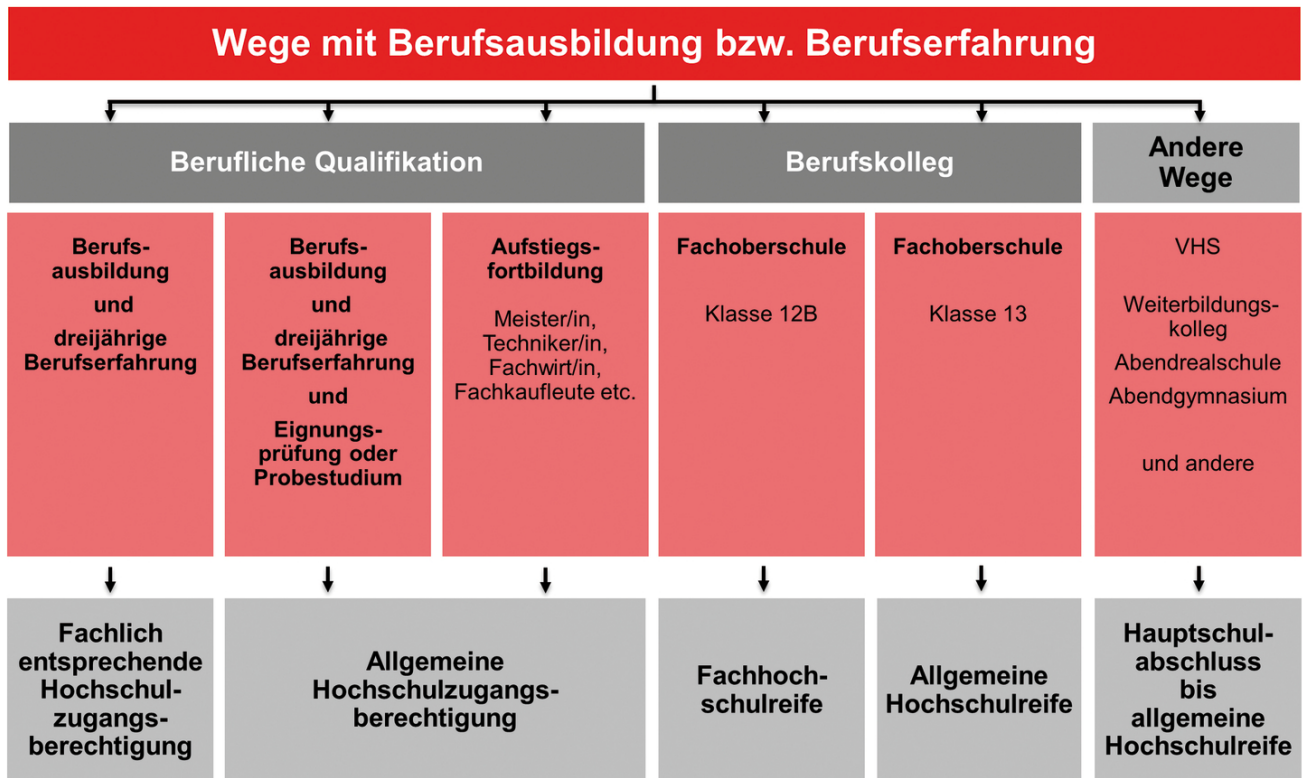 Wege mit Berufsausbildung bzw. Berufserfahrung
Berufliche Qualifikation
Berufskolleg
Andere
Wege
Berufs-
ausbildung
und
dreijährige
Berufserfahrung
Berufs-
ausbildung
und
dreijährige
Berufserfahrung
und
Eignungs-
prüfung oder
Probestudium
Aufstiegs-
fortbildung
Meister/in,
Techniker/in,
Fachwirt/in,
Fachkaufleute etc.
Fachoberschule
Klasse 12B
Fachoberschule
Klasse 13
VHS
Weiterbildungs-
kolleg
Abendrealschule
Abendgymnasium
und andere
Fachlich
entsprechende
Hochschul-
zugangs-
berechtigung
Allgemeine
Hochschulzugangs-
berechtigung
Fachhoch-
schulreife
Allgemeine
Hochschulreife
Hauptschul-
abschluss
bis
allgemeine
Hochschulreife